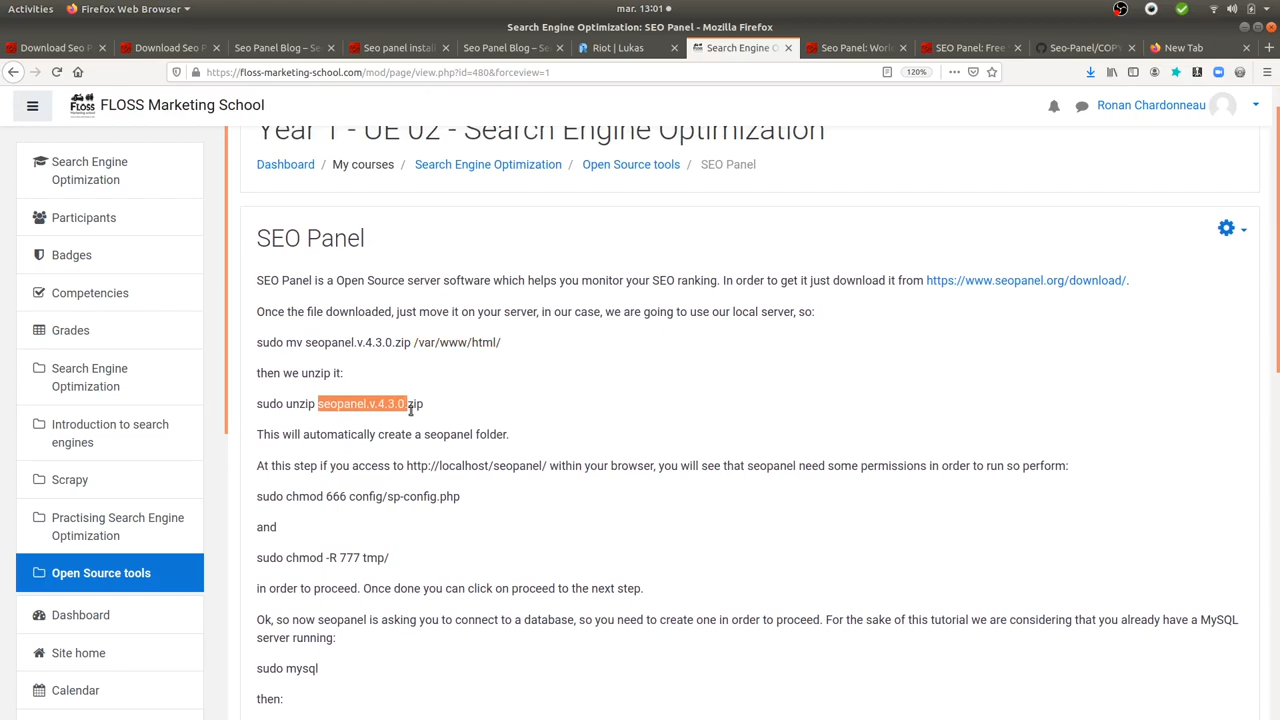 Activities
Firefox Web Browser
mar. 13:01
Search Engine Optimization: SEO Panel - Mozilla Firefox
Download Seo P
Download Seo P
Seo Panel Blog – Se
Seo panel install
Seo Panel Blog – Se
Riot | Lukas
Search Engine O
Seo Panel: Worl
SEO Panel: Free
Seo-Panel/COPY
New Tab
https://floss-marketing-school.com/mod/page/view.php?id=480&forceview=1
120%
FLOSS Marketing School
Ronan Chardonneau
Year 1 - UE 02 - Search Engine Optimization
Dashboard / My courses / Search Engine Optimization / Open Source tools / SEO Panel
Search Engine
Optimization
Participants
Badges
Competencies
Grades
Search Engine
Optimization
Introduction to search
engines
Scrapy
Practising Search Engine
Optimization
Open Source tools
Dashboard
Site home
Calendar
SEO Panel
SEO Panel is a Open Source server software which helps you monitor your SEO ranking. In order to get it just download it from https://www.seopanel.org/download/.
Once the file downloaded, just move it on your server, in our case, we are going to use our local server, so:
sudo mv seopanel.v.4.3.0.zip /var/www/html/
then we unzip it:
sudo unzip seopanel.v.4.3.0.zip
This will automatically create a seopanel folder.
At this step if you access to http://localhost/seopanel/ within your browser, you will see that seopanel need some permissions in order to run so perform:
sudo chmod 666 config/sp-config.php
and
sudo chmod -R 777 tmp/
in order to proceed. Once done you can click on proceed to the next step.
Ok, so now seopanel is asking you to connect to a database, so you need to create one in order to proceed. For the sake of this tutorial we are considering that you already have a MySQL
server running:
sudo mysql
then: